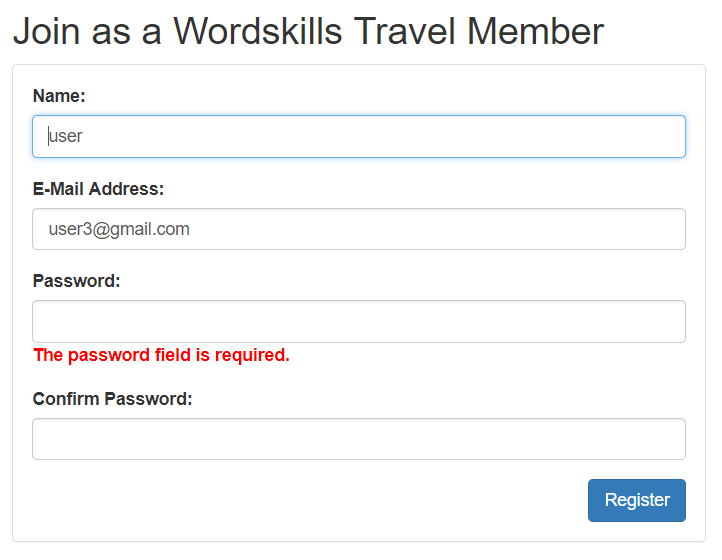 Join as a Wordskills Travel Member
Name:
user
E-Mail Address:
user3@gmail.com
Password:
The password field is required.
Confirm Password:
Register